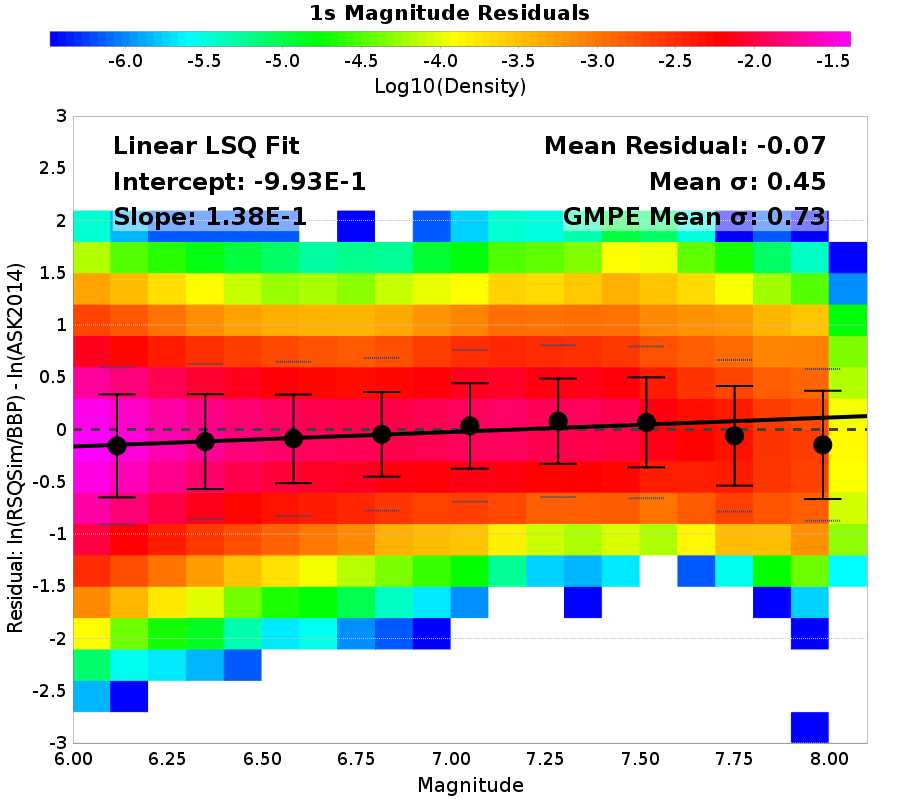 1s Magnitude Residuals
-6.0 -5.5 -5.0 -4.5 -4.0 -3.5 -3.0 -2.5 -2.0 -1.5
Log10(Density)
Linear LSQ Fit
Intercept: -9.93E-1
Slope: 1.38E-1
Mean Residual: -0.07
Mean σ: 0.45
GMPE Mean σ: 0.73
Residual: ln(RSQSim/BBP) - ln(ASK2014)
3
2.5
2
1.5
1
0.5
0
-0.5
-1
-1.5
-2
-2.5
-3
6.00 6.25 6.50 6.75 7.00 7.25 7.50 7.75 8.00
Magnitude